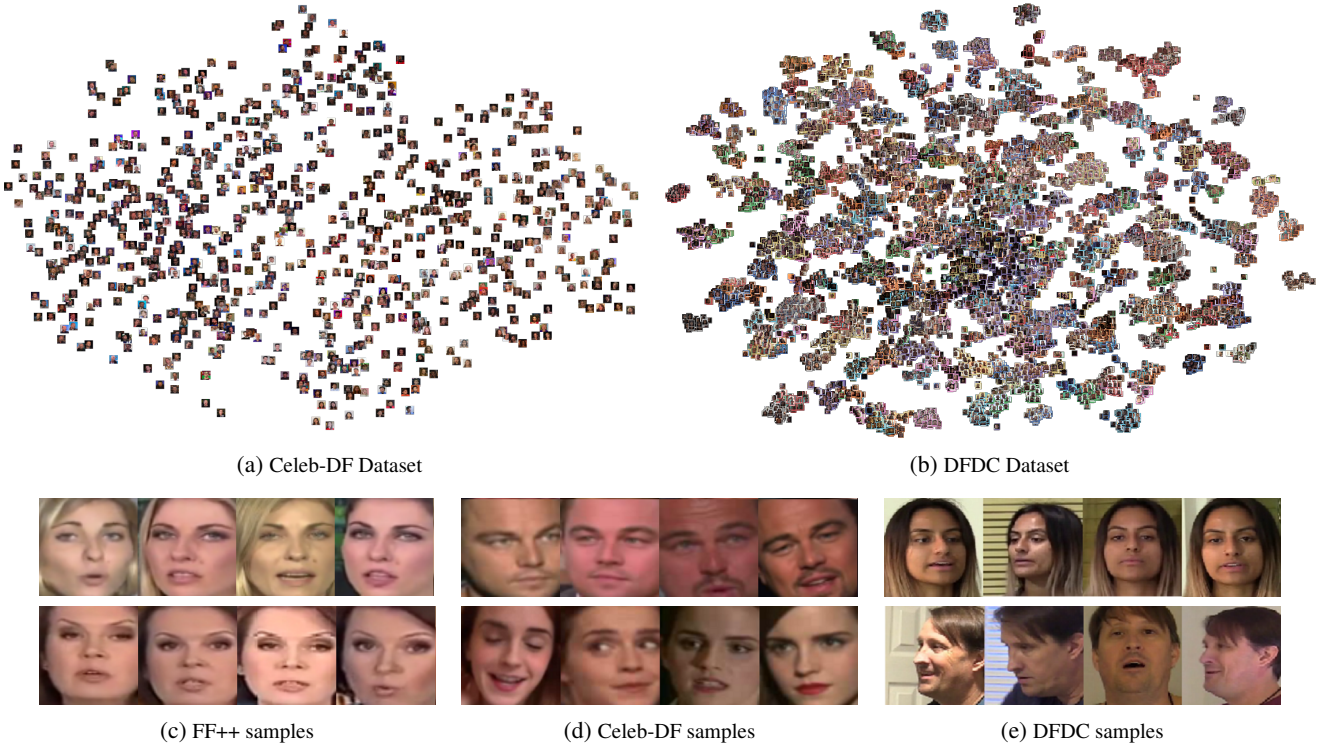 (a) Celeb-DF Dataset
(b) DFDC Dataset
(c) FF++ samples
(d) Celeb-DF samples
(e) DFDC samples